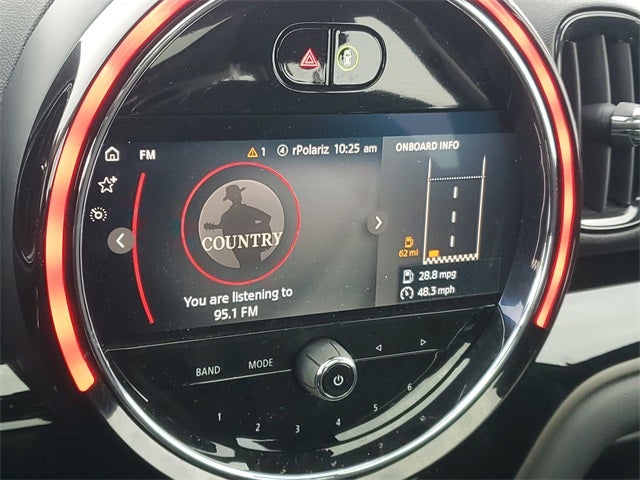 FM
1 rPolariz 10:25 am
ONBOARD INFO
COUNTRY
You are listening to
95.1 FM
62 mi
28.8 mpg
48.3 mph
BAND MODE
1 2 3 4 5 6